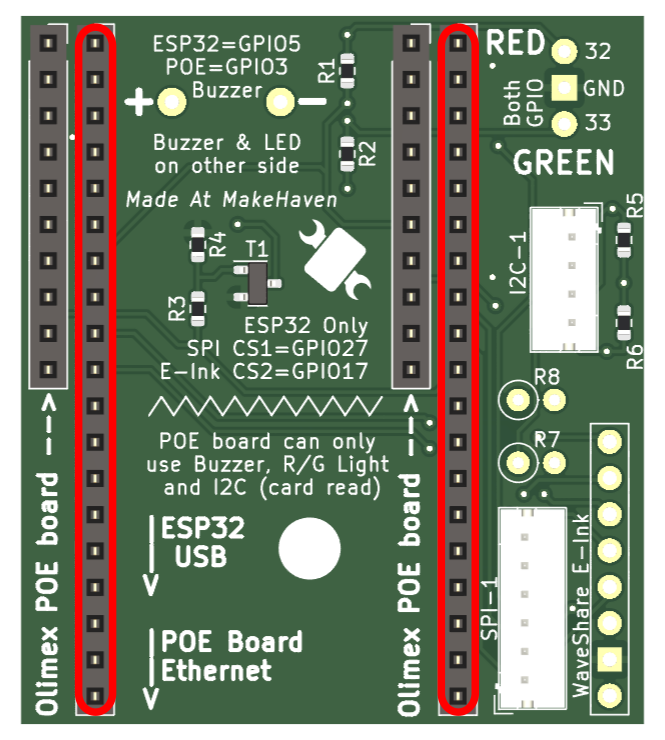 ESP32=GPIO5
POE=GPIO3
Buzzer
+ −
R1
R2
Buzzer & LED
on other side
Made At MakeHaven
RED
32
Both
GPIO
GND
33
GREEN
R4
T1
R3
I2C-1
R5
R6
ESP32 Only
SPI CS1=GPIO27
E-Ink CS2=GPIO17
R8
R7
POE board can only
use Buzzer, R/G Light
and I2C (card read)
Olimex POE board --->
Olimex POE board --->
ESP32
USB
POE Board
Ethernet
SPI-1
WaveShare E-Ink